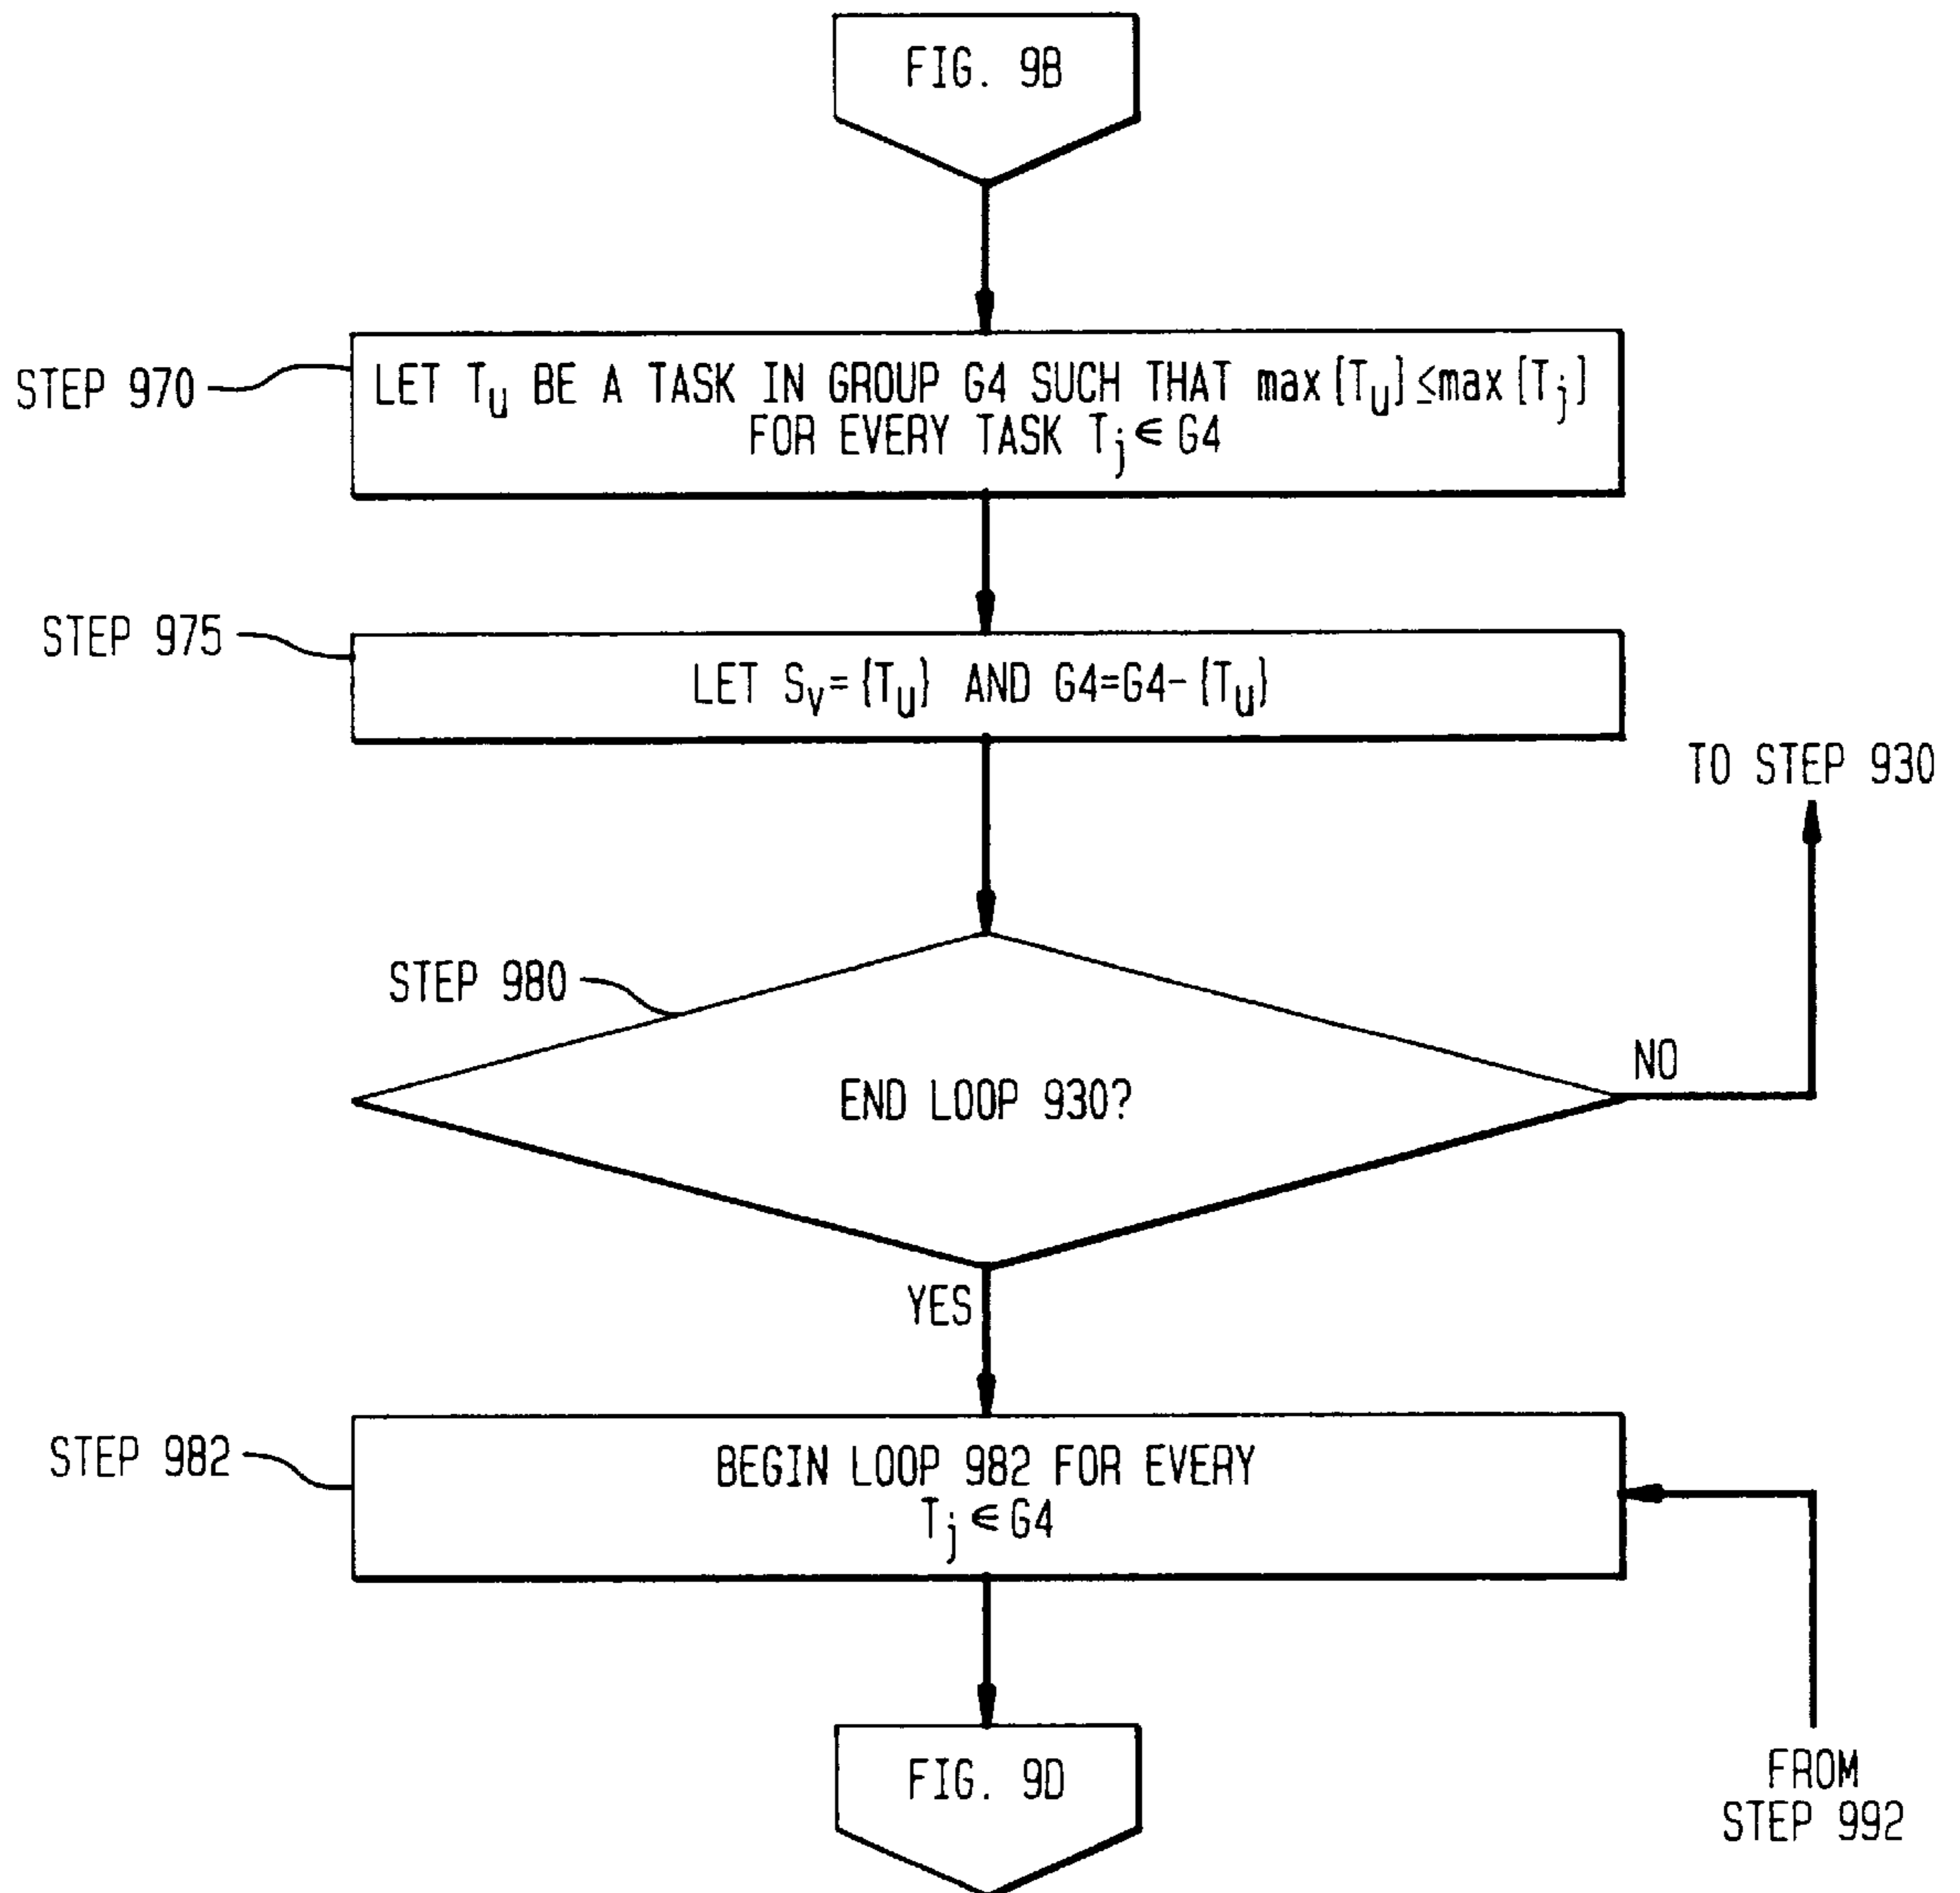 FIG. 9B
STEP 970
LET Tu BE A TASK IN GROUP G4 SUCH THAT max(Tu)≤max(Tj)
FOR EVERY TASK Tj∈G4
STEP 975
LET Sv={Tu} AND G4=G4-{Tu}
TO STEP 930
STEP 980
END LOOP 930?
NO
YES
STEP 982
BEGIN LOOP 982 FOR EVERY
Tj∈G4
FIG. 9D
FROM
STEP 992